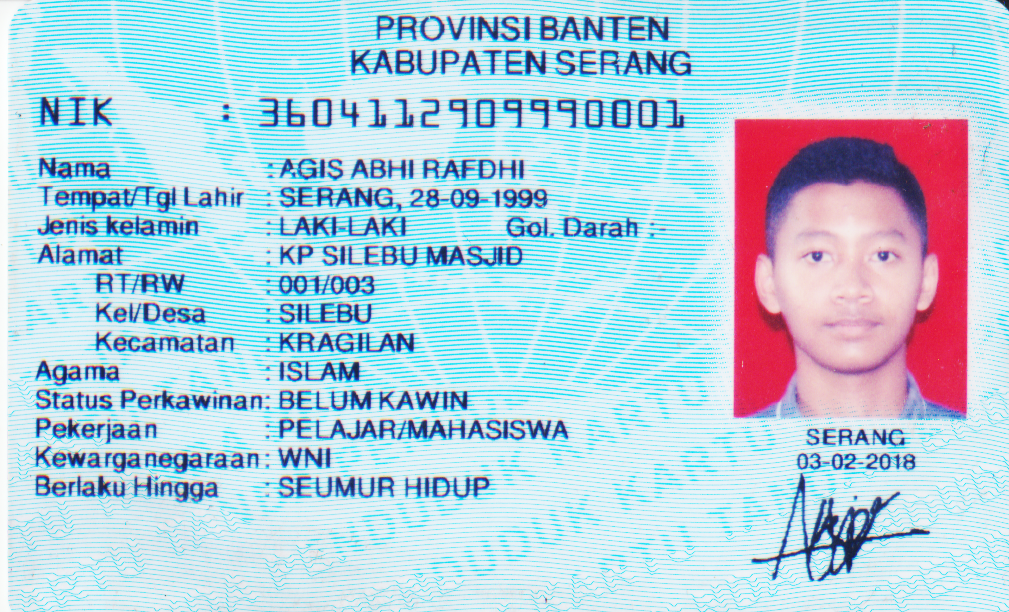 PROVINSI BANTEN
KABUPATEN SERANG
NIK : 3604112909990001
Nama : AGIS ABHI RAFDHI
Tempat/Tgl Lahir : SERANG, 28-09-1999
Jenis kelamin : LAKI-LAKI Gol. Darah :-
Alamat : KP SILEBU MASJID
RT/RW : 001/003
Kel/Desa : SILEBU
Kecamatan : KRAGILAN
Agama : ISLAM
Status Perkawinan: BELUM KAWIN
Pekerjaan : PELAJAR/MAHASISWA
Kewarganegaraan : WNI
Berlaku Hingga : SEUMUR HIDUP
SERANG
03-02-2018